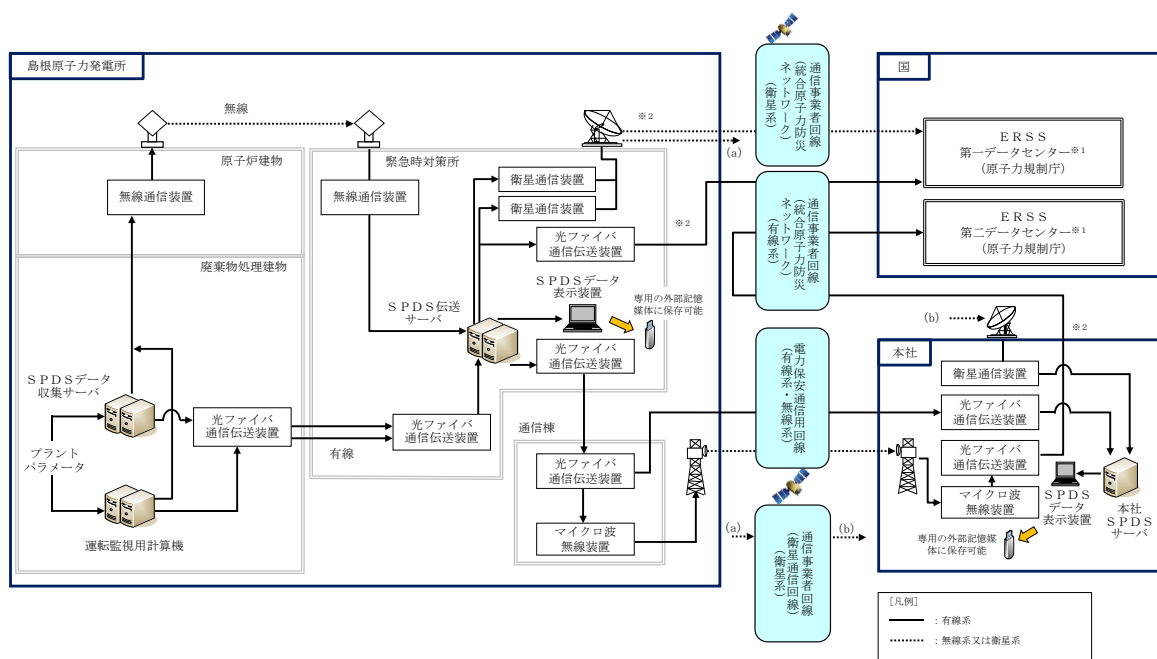 島根原子力発電所
無線
原子炉建物
無線通信装置
廃棄物処理建物
SPDSデータ
収集サーバ
プラント
パラメータ
運転監視用計算機
光ファイバ
通信伝送装置
有線
緊急時対策所
無線通信装置
衛星通信装置
衛星通信装置
光ファイバ
通信伝送装置
SPDS伝送
サーバ
SPDSデータ
表示装置
専用の外部記憶
媒体に保存可能
光ファイバ
通信伝送装置
光ファイバ
通信伝送装置
通信棟
光ファイバ
通信伝送装置
マイクロ波
無線装置
※2
(a)
※2
通信事業者回線
(統合原子力防災
ネットワーク)
(衛星系)
通信事業者回線
(統合原子力防災
ネットワーク)
(有線系)
電力保安通信用回線
(有線系・無線系)
(a)
(b)
通信事業者回線
(衛星通信回線)
(衛星系)
国
ERSS
第一データセンター※1
(原子力規制庁)
ERSS
第二データセンター※1
(原子力規制庁)
(b)
※2
本社
衛星通信装置
光ファイバ
通信伝送装置
光ファイバ
通信伝送装置
マイクロ波
無線装置
SPDS
データ
表示装置
本社
SPDS
サーバ
専用の外部記憶媒
体に保存可能
[凡例]
:有線系
:無線系又は衛星系